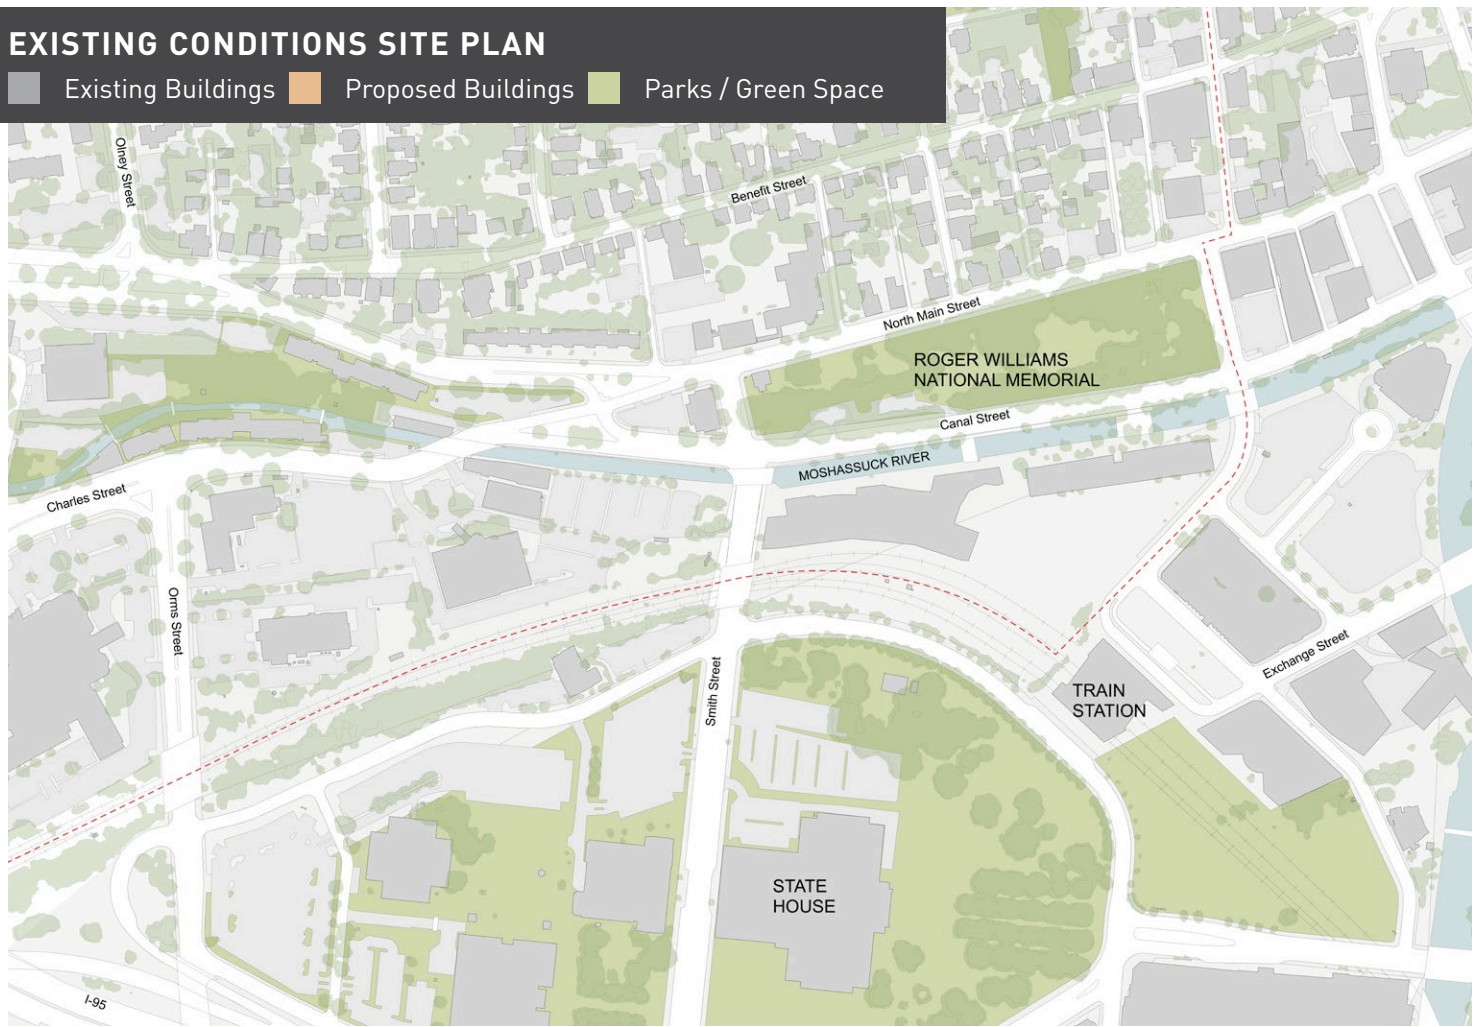 EXISTING CONDITIONS SITE PLAN
Existing Buildings
Proposed Buildings
Parks / Green Space
Olney Street
Benefit Street
North Main Street
ROGER WILLIAMS
NATIONAL MEMORIAL
Canal Street
MOSHASSUCK RIVER
Charles Street
Orms Street
Exchange Street
Smith Street
TRAIN
STATION
STATE
HOUSE
I-95